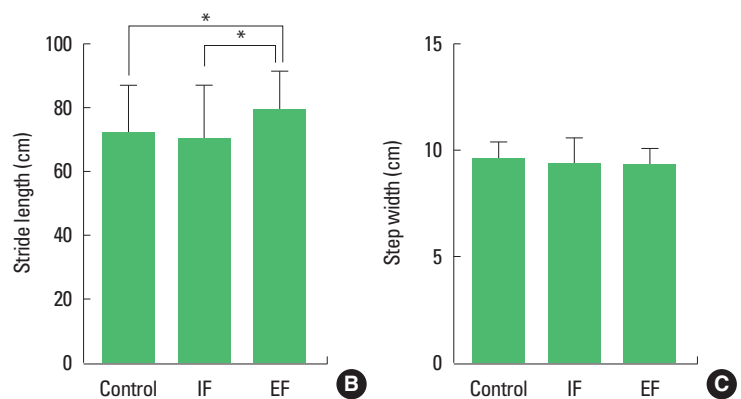 *
*
Stride length (cm)
100
80
60
40
20
0
Control IF EF
B
Step width (cm)
15
10
5
0
Control IF EF
C